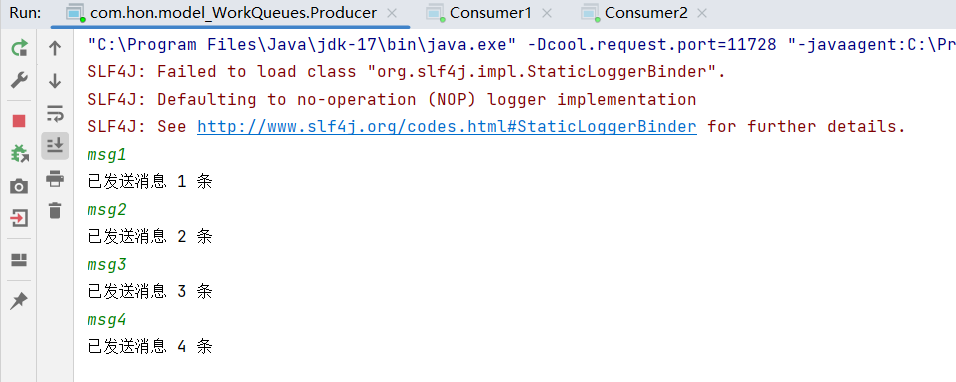 Run: com.hon.model_WorkQueues.Producer × Consumer1 × Consumer2 ×
"C:\Program Files\Java\jdk-17\bin\java.exe" -Dcool.request.port=11728 "-javaagent:C:\Pr
SLF4J: Failed to load class "org.slf4j.impl.StaticLoggerBinder".
SLF4J: Defaulting to no-operation (NOP) logger implementation
SLF4J: See http://www.slf4j.org/codes.html#StaticLoggerBinder for further details.
msg1
已发送消息 1 条
msg2
已发送消息 2 条
msg3
已发送消息 3 条
msg4
已发送消息 4 条